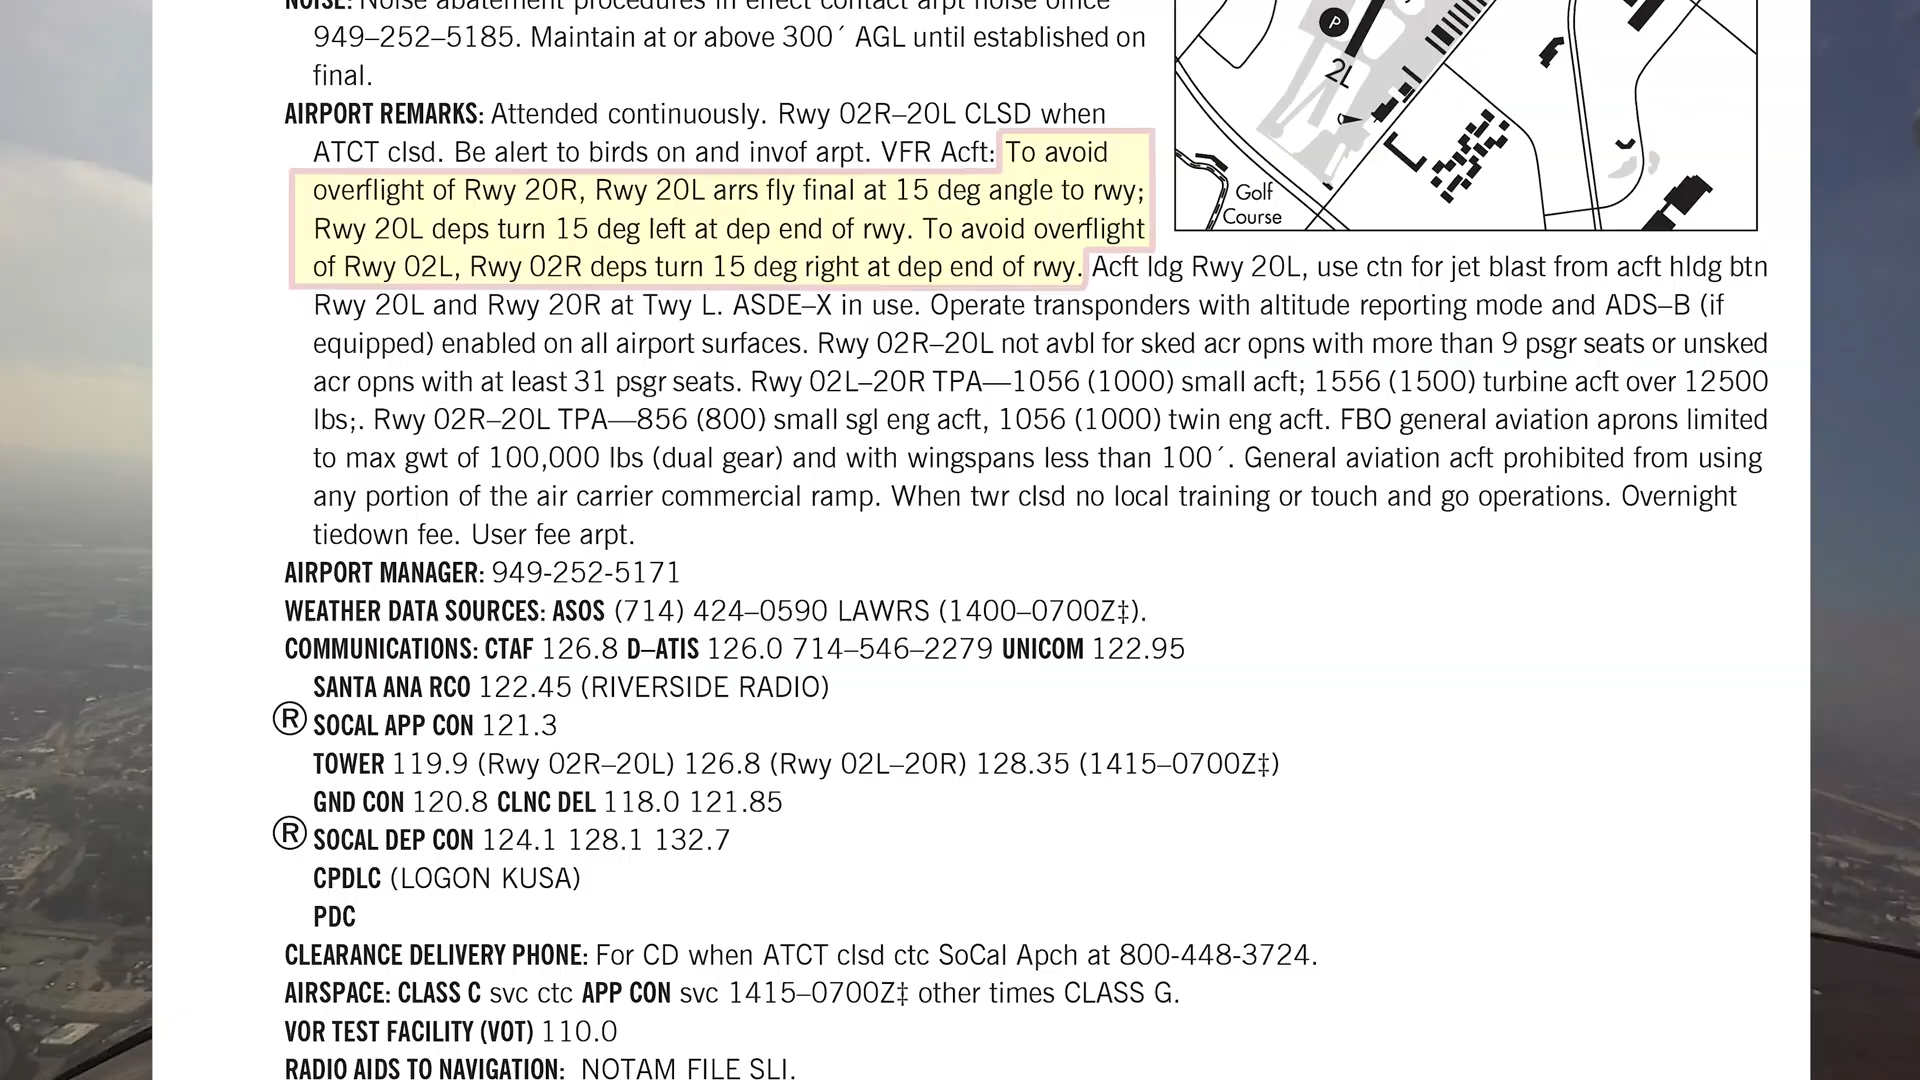 NOISE: Noise abatement procedures in effect contact arpt noise office
949–252–5185. Maintain at or above 300´ AGL until established on
final.
AIRPORT REMARKS: Attended continuously. Rwy 02R–20L CLSD when
ATCT clsd. Be alert to birds on and invof arpt. VFR Acft: To avoid
overflight of Rwy 20R, Rwy 20L arrs fly final at 15 deg angle to rwy;
Rwy 20L deps turn 15 deg left at dep end of rwy. To avoid overflight
of Rwy 02L, Rwy 02R deps turn 15 deg right at dep end of rwy. Acft ldg Rwy 20L, use ctn for jet blast from acft hldg btn
Rwy 20L and Rwy 20R at Twy L. ASDE–X in use. Operate transponders with altitude reporting mode and ADS–B (if
equipped) enabled on all airport surfaces. Rwy 02R–20L not avbl for sked acr opns with more than 9 psgr seats or unsked
acr opns with at least 31 psgr seats. Rwy 02L–20R TPA—1056 (1000) small acft; 1556 (1500) turbine acft over 12500
lbs;. Rwy 02R–20L TPA—856 (800) small sgl eng acft, 1056 (1000) twin eng acft. FBO general aviation aprons limited
to max gwt of 100,000 lbs (dual gear) and with wingspans less than 100´. General aviation acft prohibited from using
any portion of the air carrier commercial ramp. When twr clsd no local training or touch and go operations. Overnight
tiedown fee. User fee arpt.
AIRPORT MANAGER: 949-252-5171
WEATHER DATA SOURCES: ASOS (714) 424–0590 LAWRS (1400–0700Z‡).
COMMUNICATIONS: CTAF 126.8 D–ATIS 126.0 714–546–2279 UNICOM 122.95
SANTA ANA RCO 122.45 (RIVERSIDE RADIO)
Ⓡ SOCAL APP CON 121.3
TOWER 119.9 (Rwy 02R–20L) 126.8 (Rwy 02L–20R) 128.35 (1415–0700Z‡)
GND CON 120.8 CLNC DEL 118.0 121.85
Ⓡ SOCAL DEP CON 124.1 128.1 132.7
CPDLC (LOGON KUSA)
PDC
CLEARANCE DELIVERY PHONE: For CD when ATCT clsd ctc SoCal Apch at 800-448-3724.
AIRSPACE: CLASS C svc ctc APP CON svc 1415–0700Z‡ other times CLASS G.
VOR TEST FACILITY (VOT) 110.0
RADIO AIDS TO NAVIGATION: NOTAM FILE SLI.
P
2L
Golf
Course